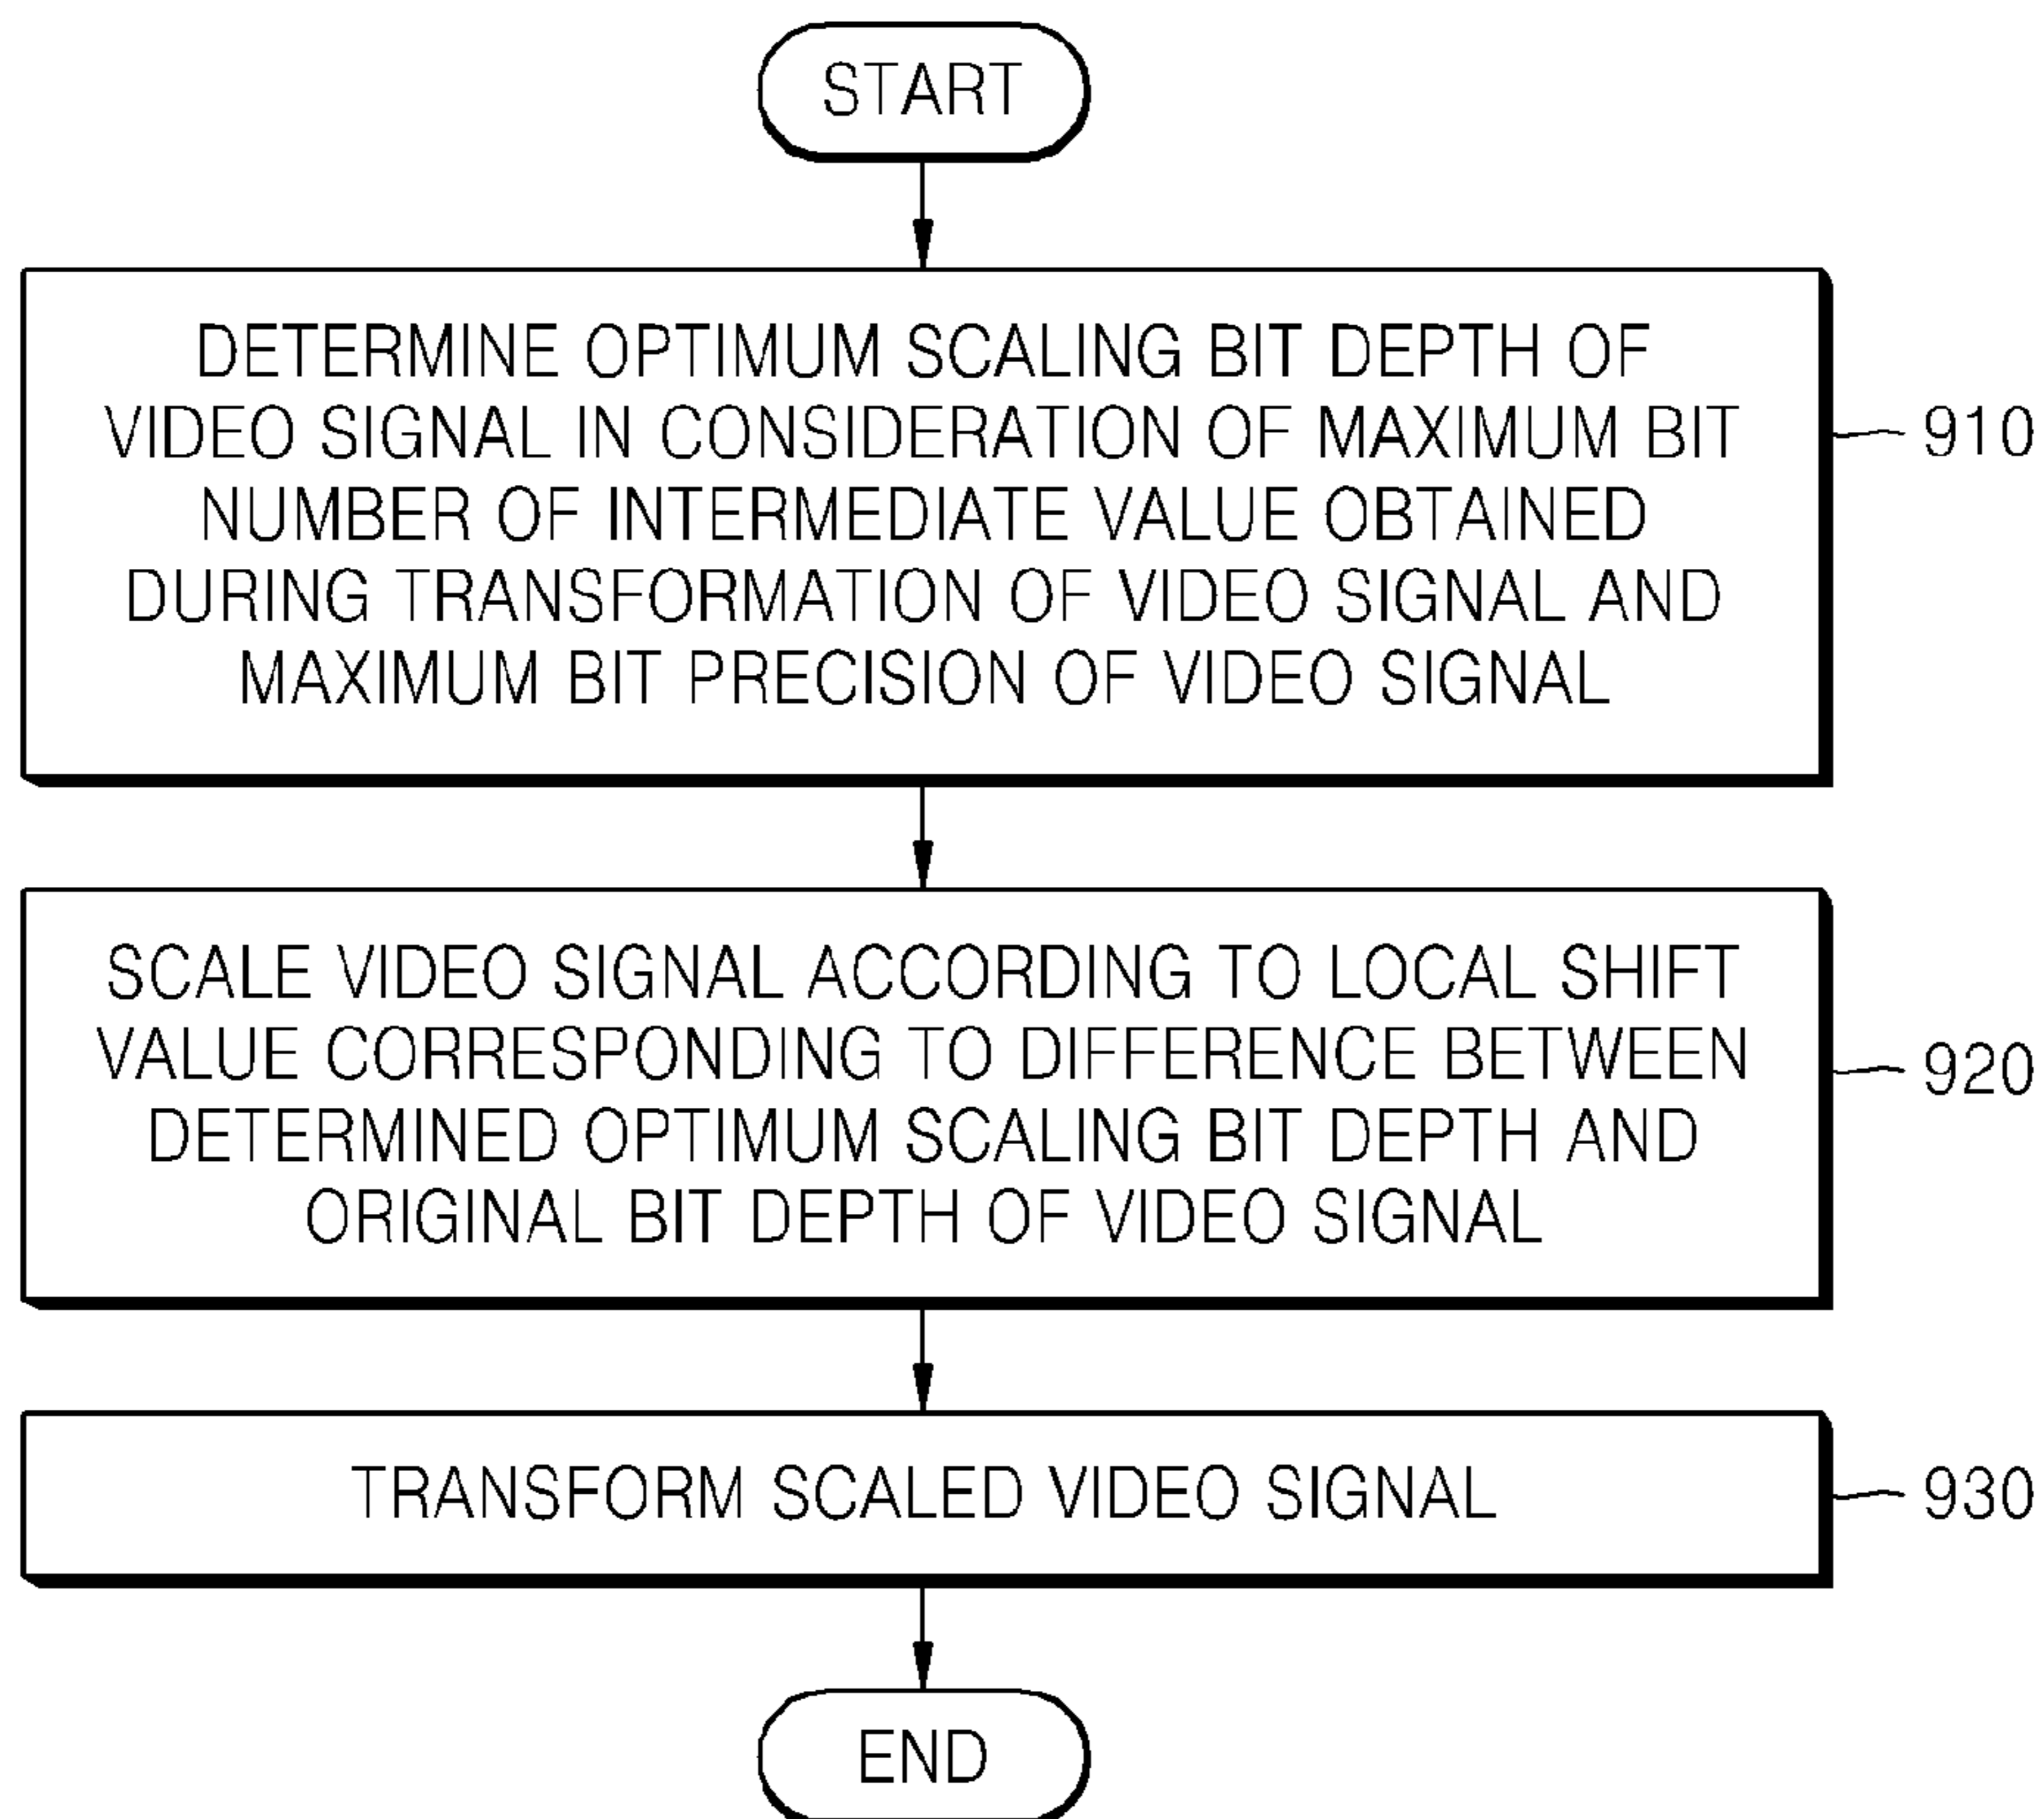 START
DETERMINE OPTIMUM SCALING BIT DEPTH OF
VIDEO SIGNAL IN CONSIDERATION OF MAXIMUM BIT
NUMBER OF INTERMEDIATE VALUE OBTAINED
DURING TRANSFORMATION OF VIDEO SIGNAL AND
MAXIMUM BIT PRECISION OF VIDEO SIGNAL
910
SCALE VIDEO SIGNAL ACCORDING TO LOCAL SHIFT
VALUE CORRESPONDING TO DIFFERENCE BETWEEN
DETERMINED OPTIMUM SCALING BIT DEPTH AND
ORIGINAL BIT DEPTH OF VIDEO SIGNAL
920
TRANSFORM SCALED VIDEO SIGNAL
930
END